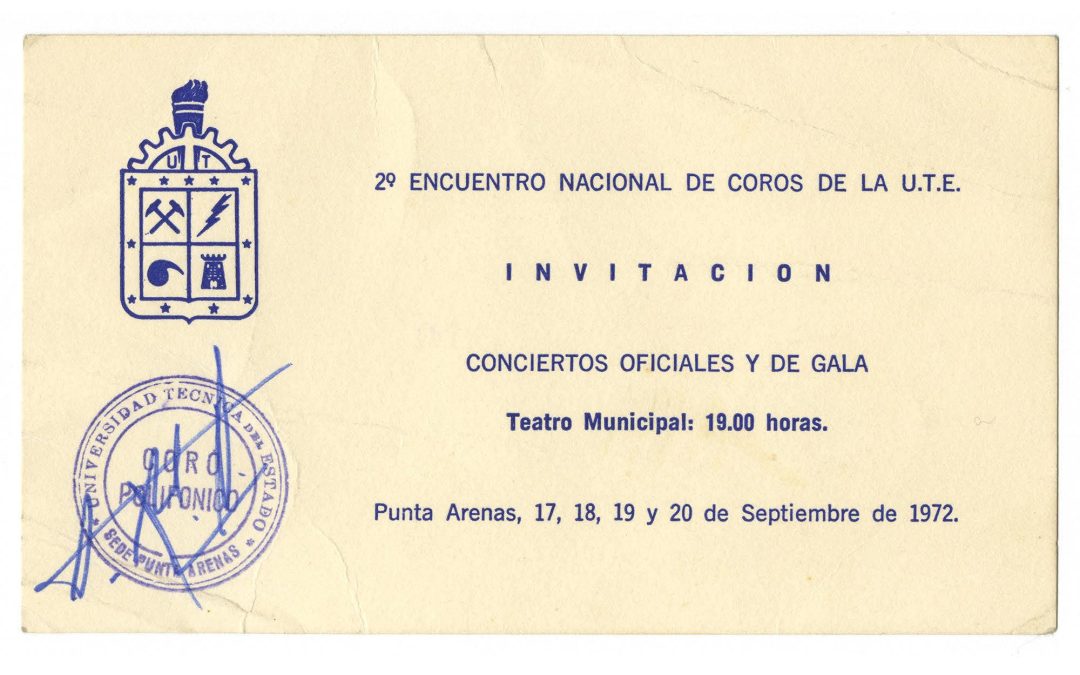 U T
2º ENCUENTRO NACIONAL DE COROS DE LA U.T.E.
INVITACION
CONCIERTOS OFICIALES Y DE GALA
Teatro Municipal: 19.00 horas.
Punta Arenas, 17, 18, 19 y 20 de Septiembre de 1972.
* UNIVERSIDAD TECNICA DEL ESTADO *
CORO
POLIFONICO
SEDE PUNTA ARENAS